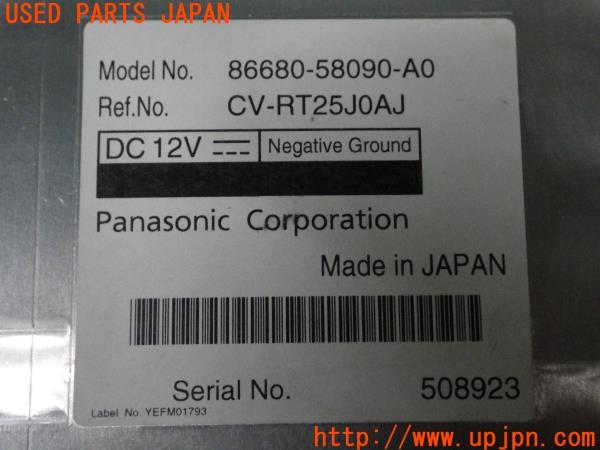 USED PARTS JAPAN
Model No. 86680-58090-A0
Ref.No. CV-RT25J0AJ
DC 12V Negative Ground
Panasonic Corporation
Made in JAPAN
Serial No. 508923
Label No. YEFM01793
http://www.upjpn.com/